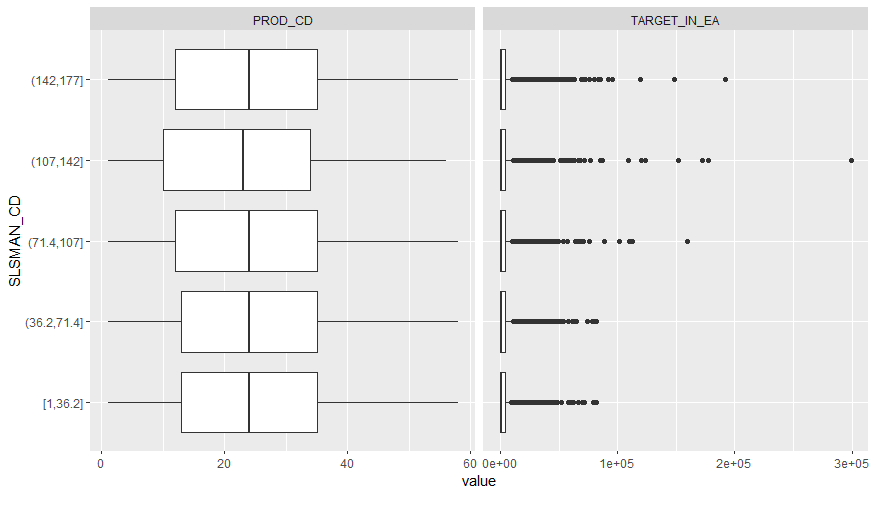 PROD_CD
TARGET_IN_EA
SLSMAN_CD
(142,177]
(107,142]
(71.4,107]
(36.2,71.4]
[1,36.2]
0
20
40
60
0e+00
1e+05
2e+05
3e+05
value